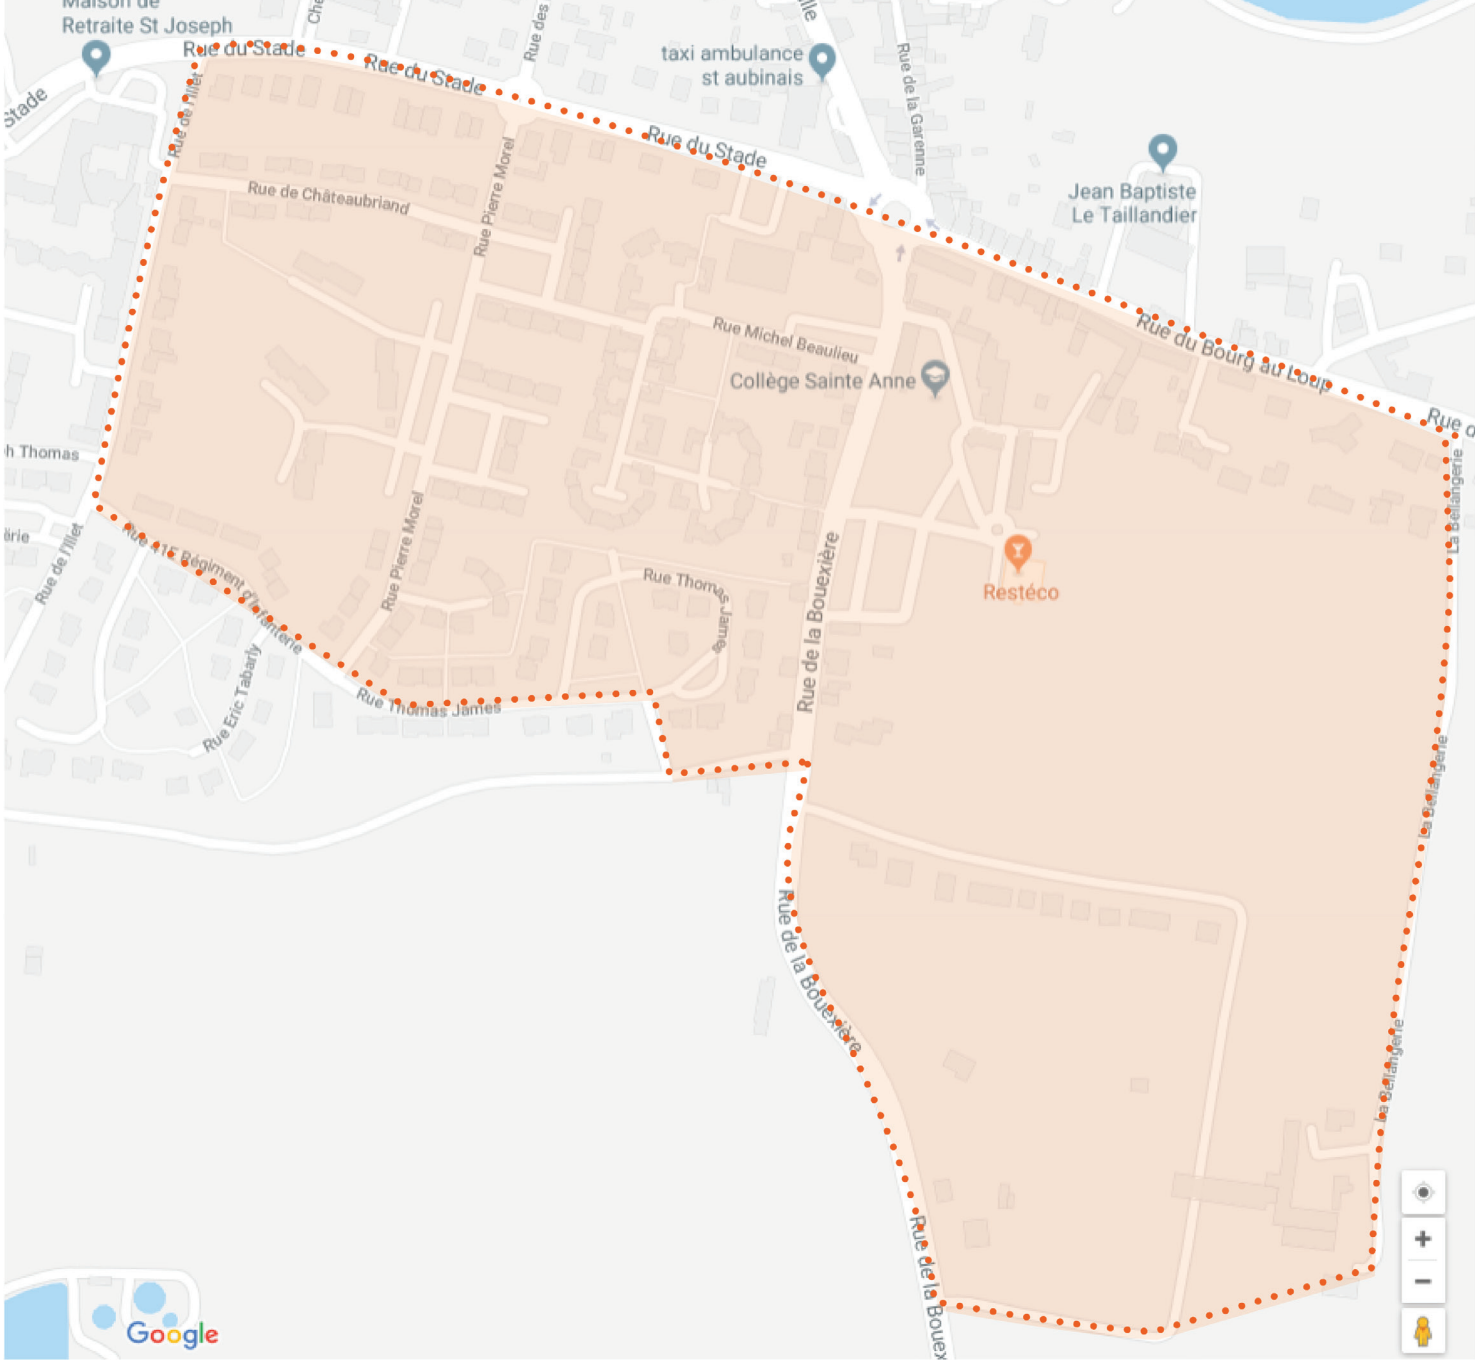 Maison de
Retraite St Joseph
Rue du Stade
Rue des
taxi ambulance
st aubinais
Rue de la Garenne
Stade
Rue de l'Illet
Rue du Stade
Rue du Stade
Jean Baptiste
Le Taillandier
Rue de Châteaubriand
Rue Pierre Morel
Rue Michel Beaulieu
Rue du Bourg au Loup
Collège Sainte Anne
Rue d
h Thomas
La Bellangerie
érie
Rue de l'Illet
Rue 41E Régiment d'Infanterie
Rue Pierre Morel
Rue Thomas James
Rue de la Bouexière
Restéco
Rue Eric Tabarly
Rue Thomas James
La Bellangerie
Rue de la Bouexière
La Bellangerie
Rue de la Bouex
Google